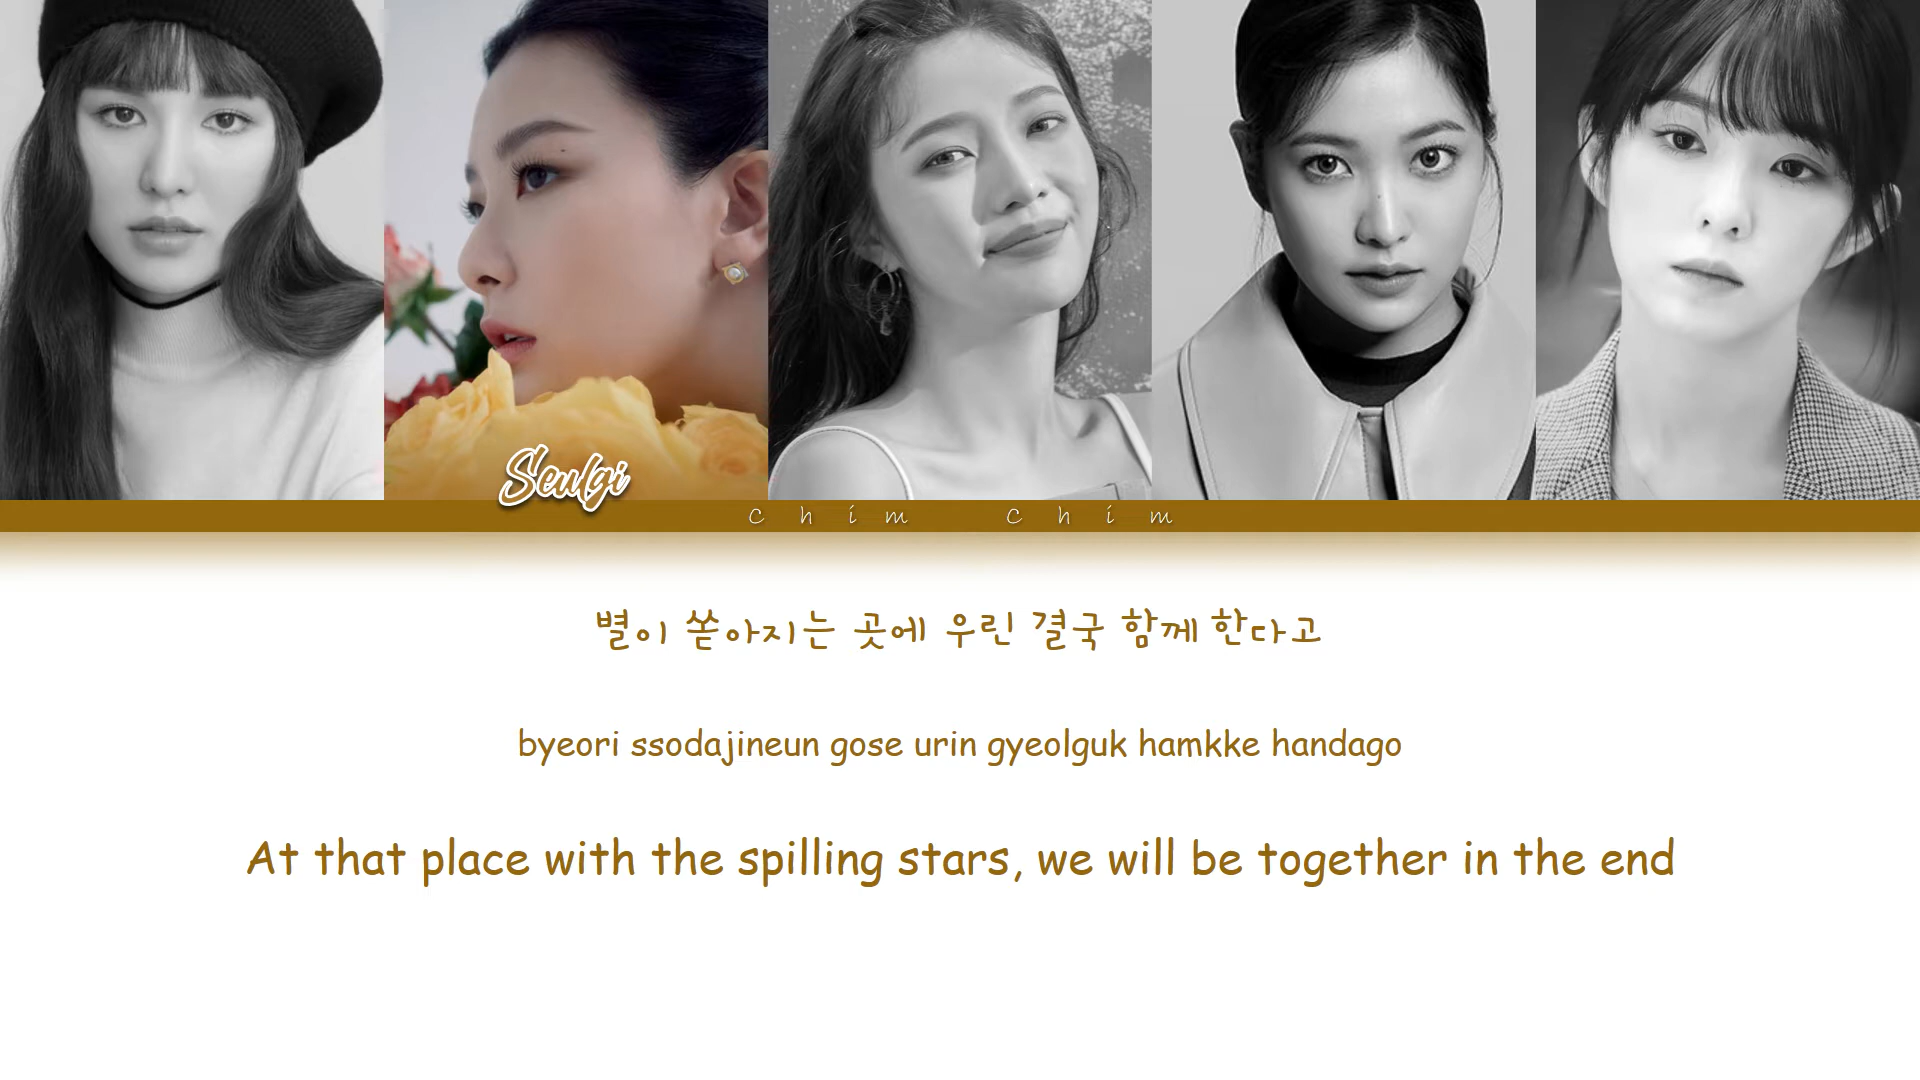 Seulgi
Chim Chim
별이 쏟아지는 곳에 우린 결국 함께 한다고
byeori ssodajineun gose urin gyeolguk hamkke handago
At that place with the spilling stars, we will be together in the end